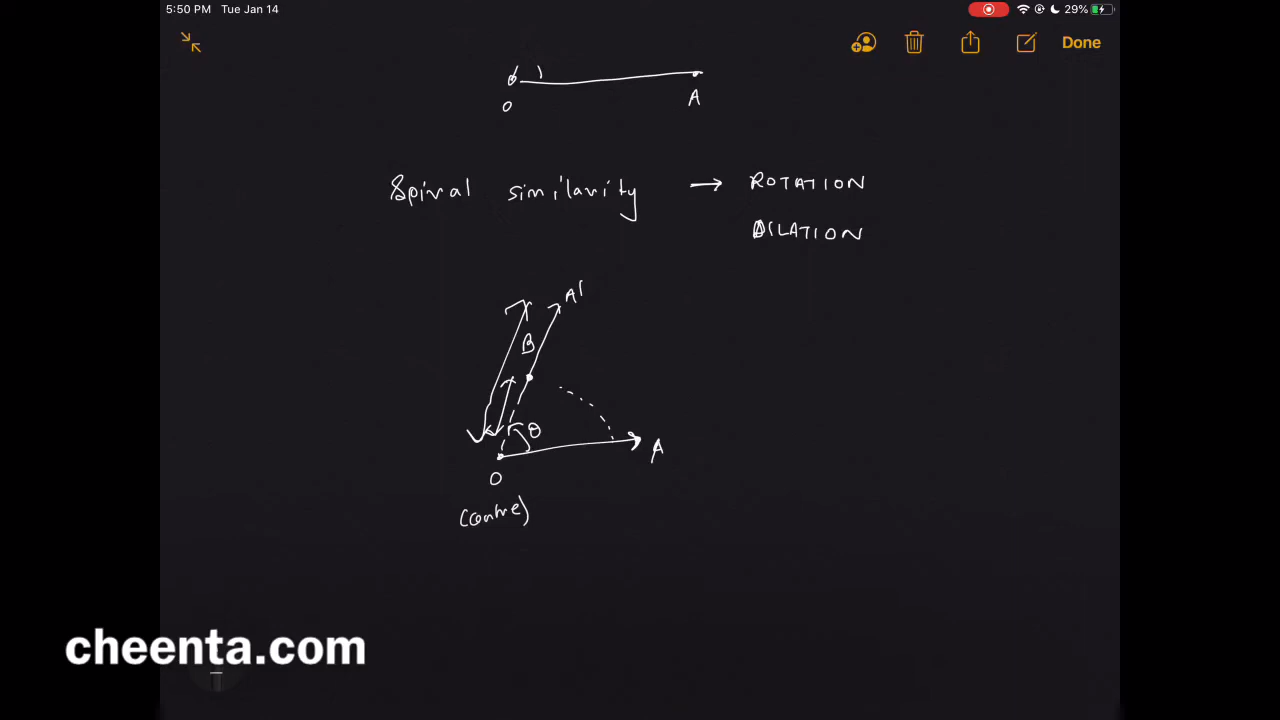 5:50 PM Tue Jan 14 29%
Done
O A
Spiral similarity → ROTATION
DILATION
A'
B
θ
A
O
(centre)
cheenta.com